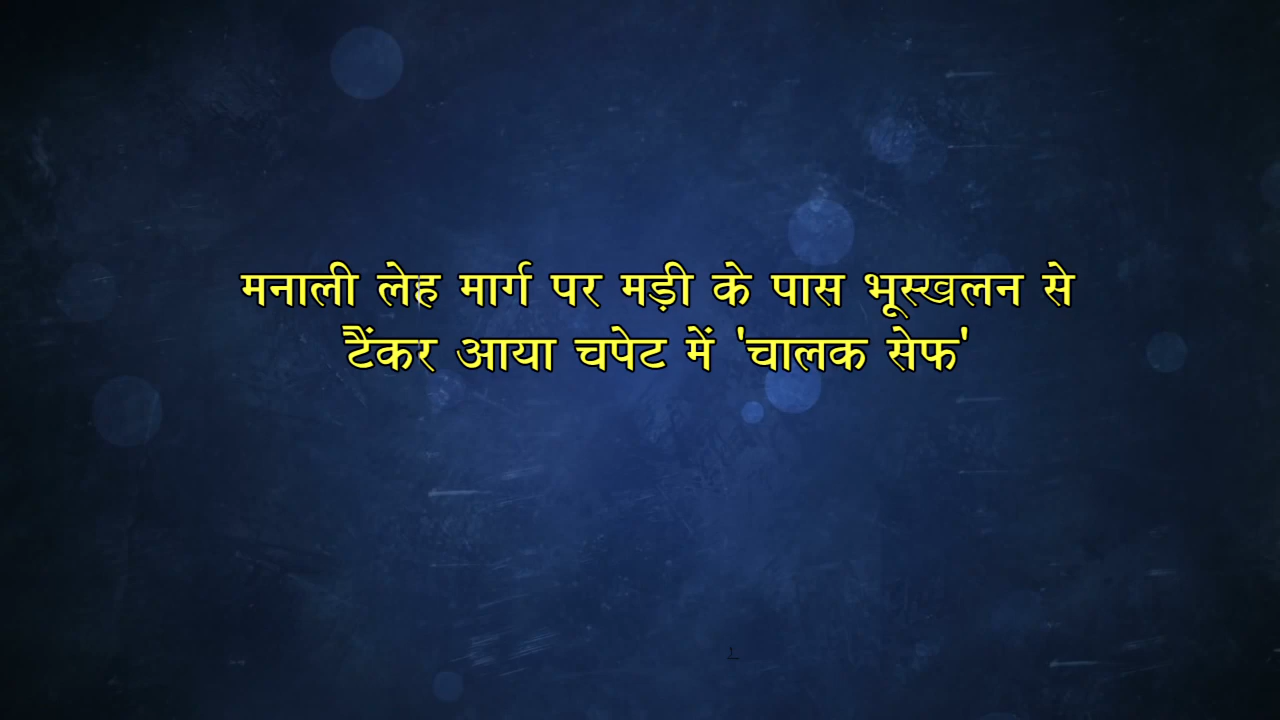 मनाली लेह मार्ग पर मड़ी के पास भूस्खलन से
टैंकर आया चपेट में 'चालक सेफ'